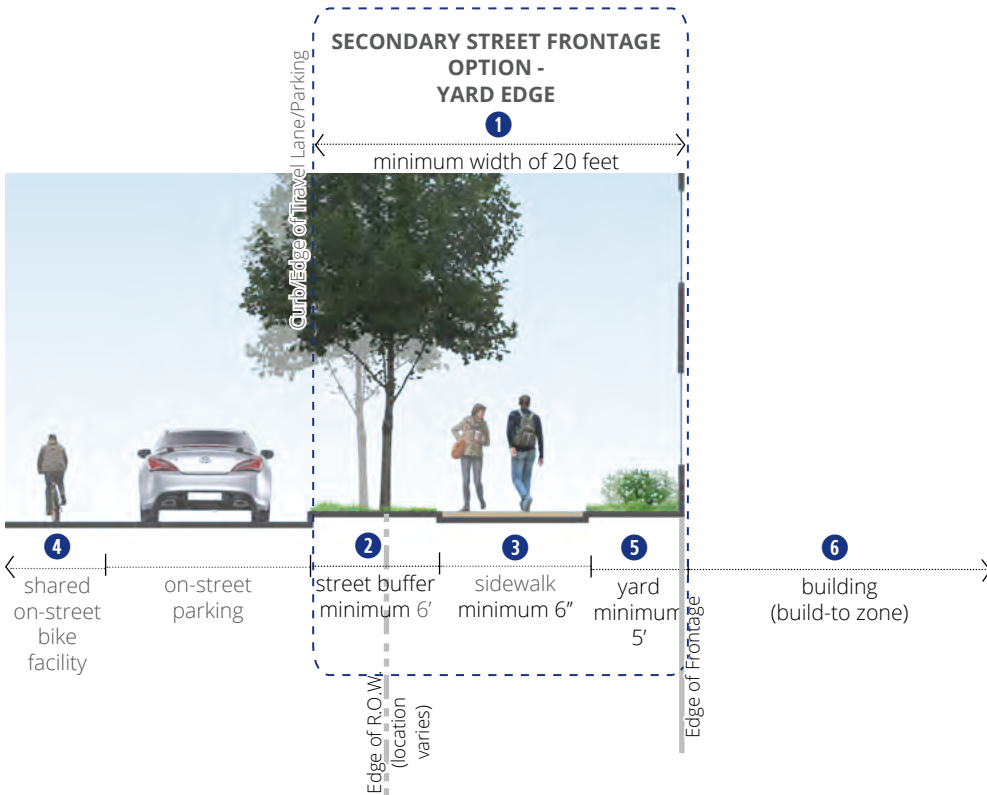 SECONDARY STREET FRONTAGE
OPTION -
YARD EDGE
1
minimum width of 20 feet
Curb/Edge of Travel Lane/Parking
4
shared
on-street
bike
facility
on-street
parking
2
street buffer
minimum 6'
3
sidewalk
minimum 6"
5
yard
minimum
5'
6
building
(build-to zone)
Edge of R.O.W.
(location
varies)
Edge of Frontage